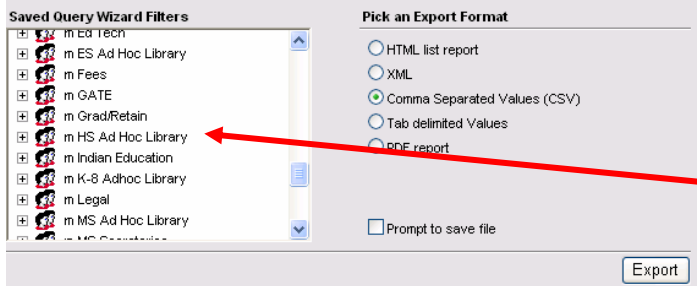 Saved Query Wizard Filters
m Ed Tech
m ES Ad Hoc Library
m Fees
m GATE
m Grad/Retain
m HS Ad Hoc Library
m Indian Education
m K-8 Adhoc Library
m Legal
m MS Ad Hoc Library
m MS Secretaries
Pick an Export Format
HTML list report
XML
Comma Separated Values (CSV)
Tab delimited Values
PDF report
Prompt to save file
Export